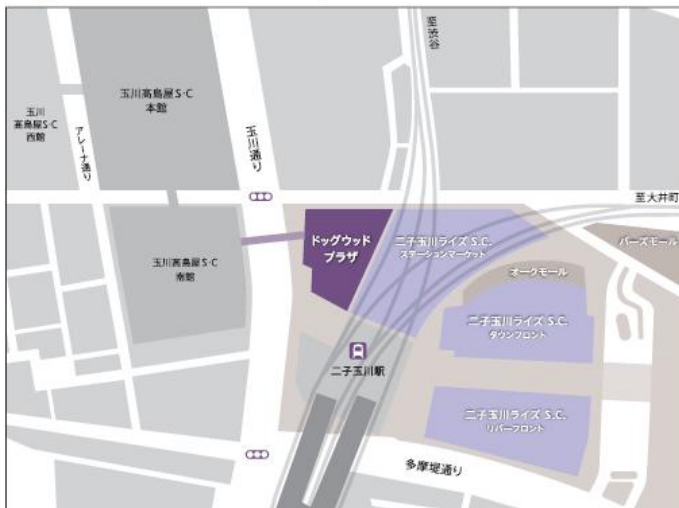 至渋谷
玉川髙島屋S・C
本館
玉川
髙島屋S・C
西館
アレーナ通り
玉川通り
至大井町
ドッグウッド
プラザ
二子玉川ライズ S.C.
ステーションマーケット
バーズモール
玉川髙島屋S・C
南館
オークモール
二子玉川ライズ S.C.
タウンフロント
二子玉川駅
二子玉川ライズ S.C.
リバーフロント
多摩堤通り